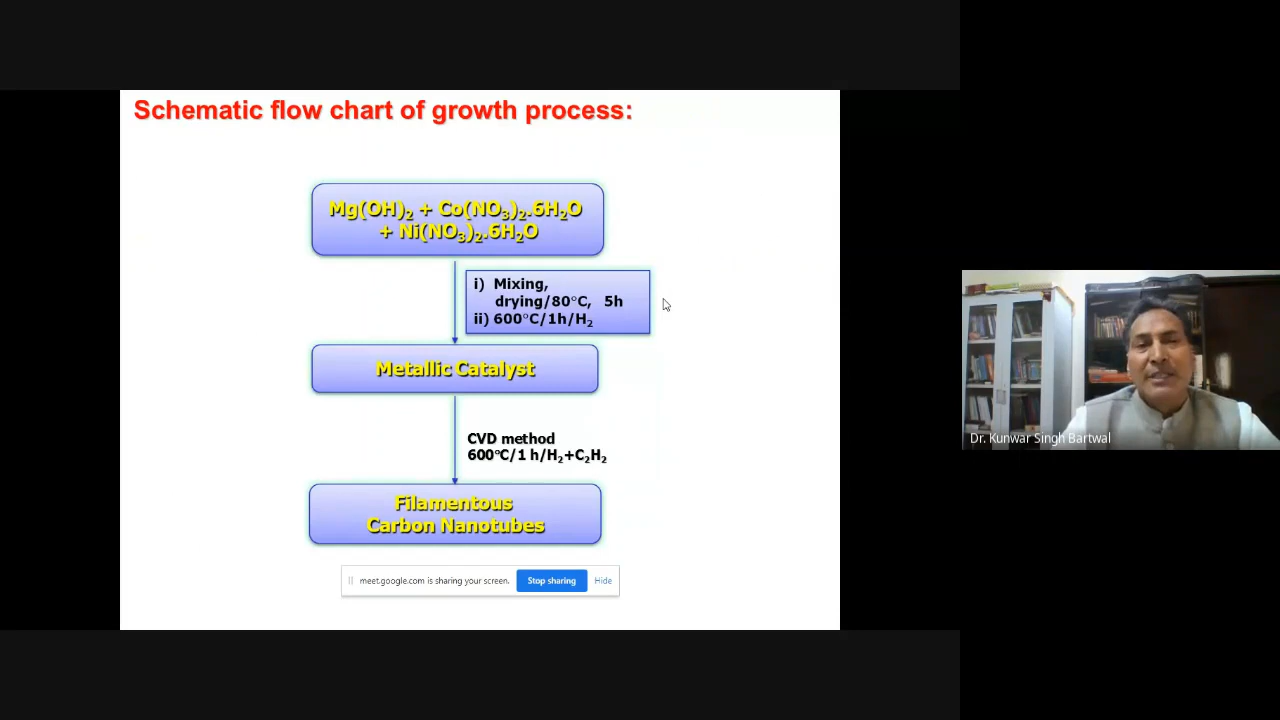 Schematic flow chart of growth process:
Mg(OH)₂ + Co(NO₃)₂.6H₂O
+ Ni(NO₃)₂.6H₂O
i) Mixing,
drying/80°C, 5h
ii) 600°C/1h/H₂
Metallic Catalyst
CVD method
600°C/1 h/H₂+C₂H₂
Filamentous
Carbon Nanotubes
meet.google.com is sharing your screen. Stop sharing Hide
Dr. Kunwar Singh Bartwal